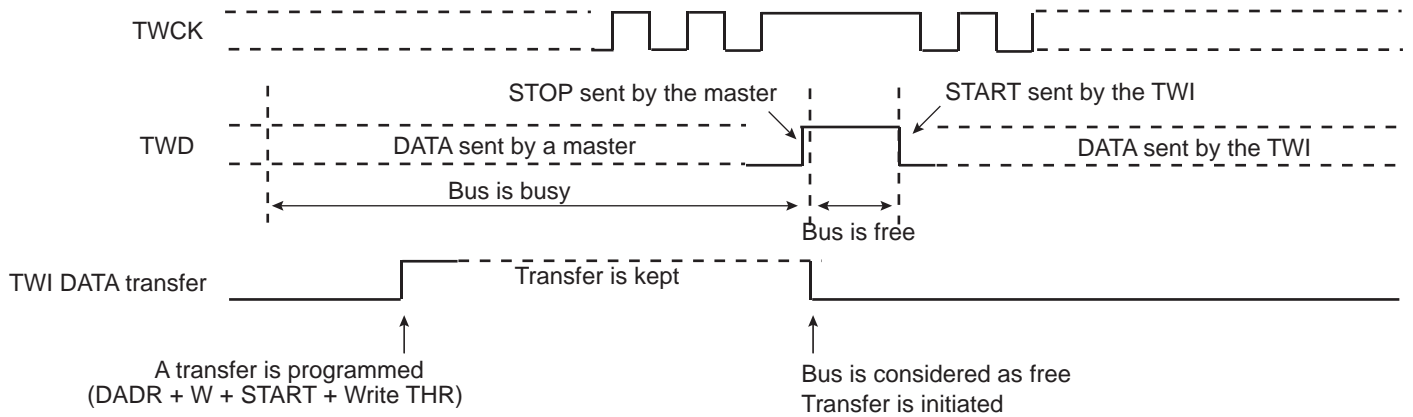 TWCK
STOP sent by the master
START sent by the TWI
TWD
DATA sent by a master
DATA sent by the TWI
Bus is busy
Bus is free
TWI DATA transfer
Transfer is kept
A transfer is programmed
(DADR + W + START + Write THR)
Bus is considered as free
Transfer is initiated